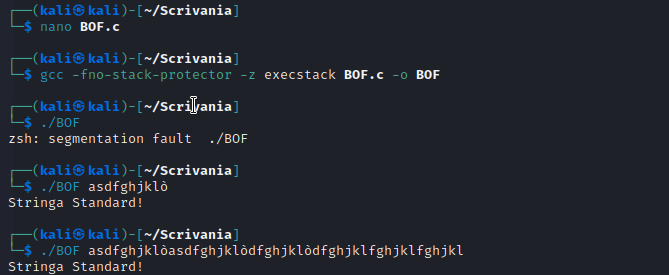 ┌──(kali㉿kali)-[~/Scrivania]
└─$ nano BOF.c
┌──(kali㉿kali)-[~/Scrivania]
└─$ gcc -fno-stack-protector -z execstack BOF.c -o BOF
┌──(kali㉿kali)-[~/Scrivania]
└─$ ./BOF
zsh: segmentation fault  ./BOF
┌──(kali㉿kali)-[~/Scrivania]
└─$ ./BOF asdfghjklò
Stringa Standard!
┌──(kali㉿kali)-[~/Scrivania]
└─$ ./BOF asdfghjklòasdfghjklòdfghjklòdfghjklfghjklfghjkl
Stringa Standard!